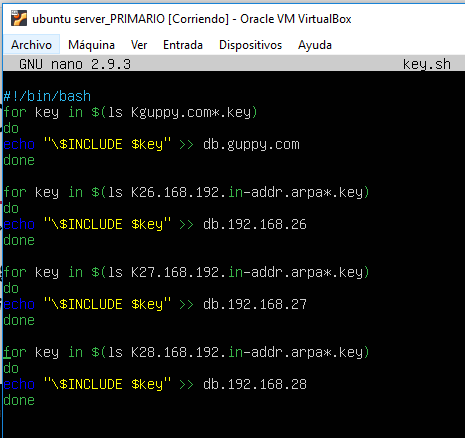 ubuntu server_PRIMARIO [Corriendo] - Oracle VM VirtualBox
Archivo Máquina Ver Entrada Dispositivos Ayuda
GNU nano 2.9.3 key.sh
#!/bin/bash
for key in $(ls Kguppy.com*.key)
do
echo "\$INCLUDE $key" >> db.guppy.com
done
for key in $(ls K26.168.192.in-addr.arpa*.key)
do
echo "\$INCLUDE $key" >> db.192.168.26
done
for key in $(ls K27.168.192.in-addr.arpa*.key)
do
echo "\$INCLUDE $key" >> db.192.168.27
done
for key in $(ls K28.168.192.in-addr.arpa*.key)
do
echo "\$INCLUDE $key" >> db.192.168.28
done